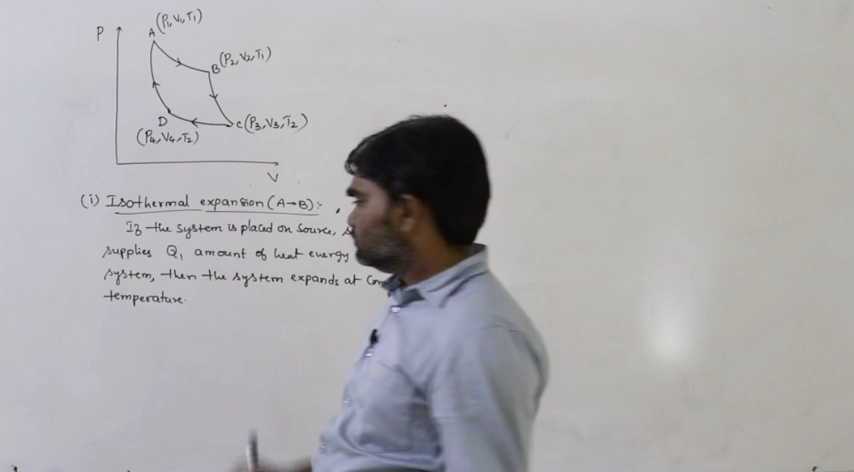 P
A (P1, V1, T1)
B (P2, V2, T1)
C (P3, V3, T2)
D
(P4, V4, T2)
V
(i) Isothermal expansion (A→B):-
If the system is placed on source,
supplies Q1 amount of heat energy
system, then the system expands at
temperature.